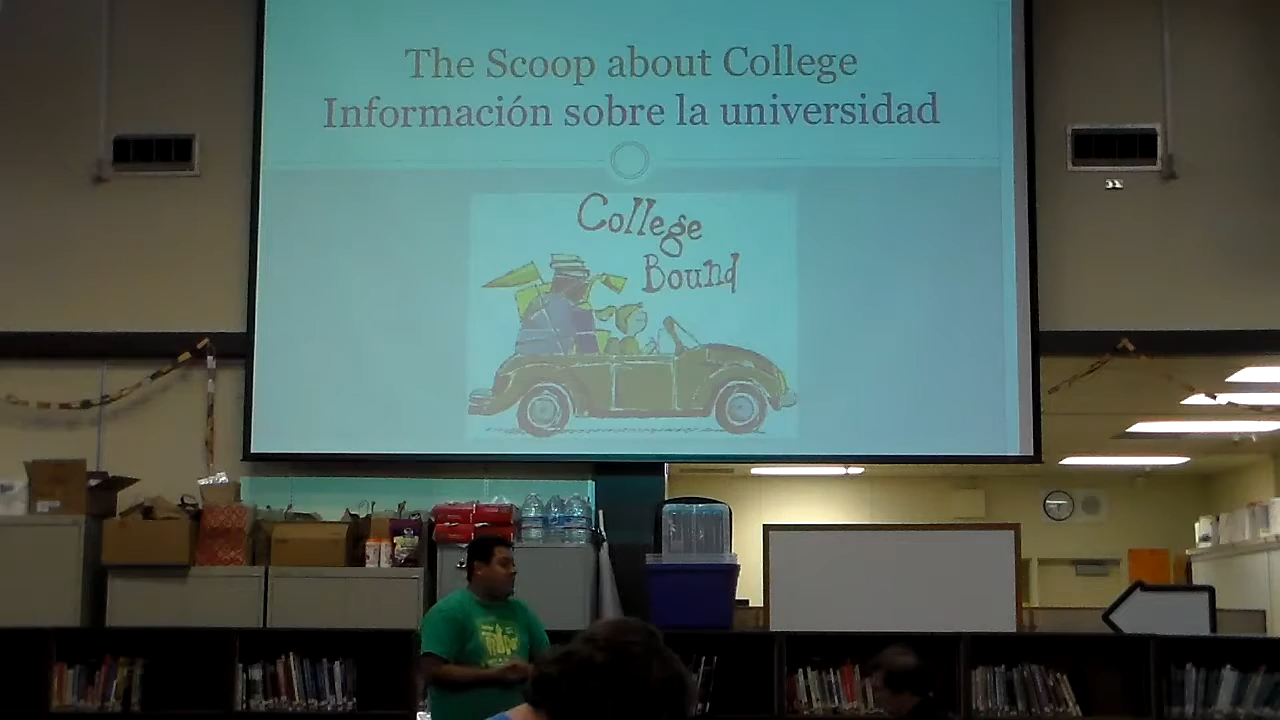 The Scoop about College
Información sobre la universidad
College
Bound